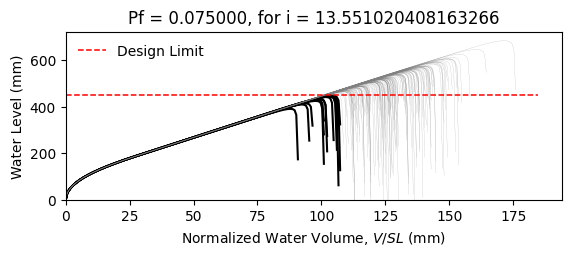 Pf = 0.075000, for i = 13.551020408163266
Design Limit
Water Level (mm)
600
400
200
0
0 25 50 75 100 125 150 175
Normalized Water Volume, V/SL (mm)